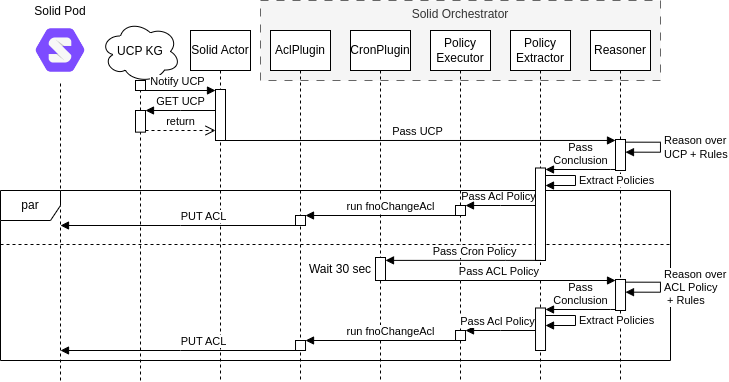 Solid Pod
Solid Orchestrator
UCP KG
Solid Actor
AclPlugin
CronPlugin
Policy
Executor
Policy
Extractor
Reasoner
Notify UCP
GET UCP
return
Pass UCP
Reason over
UCP + Rules
Pass
Conclusion
Extract Policies
par
Pass Acl Policy
run fnoChangeAcl
PUT ACL
Pass Cron Policy
Wait 30 sec
Pass ACL Policy
Reason over
ACL Policy
+ Rules
Pass
Conclusion
Extract Policies
Pass Acl Policy
run fnoChangeAcl
PUT ACL